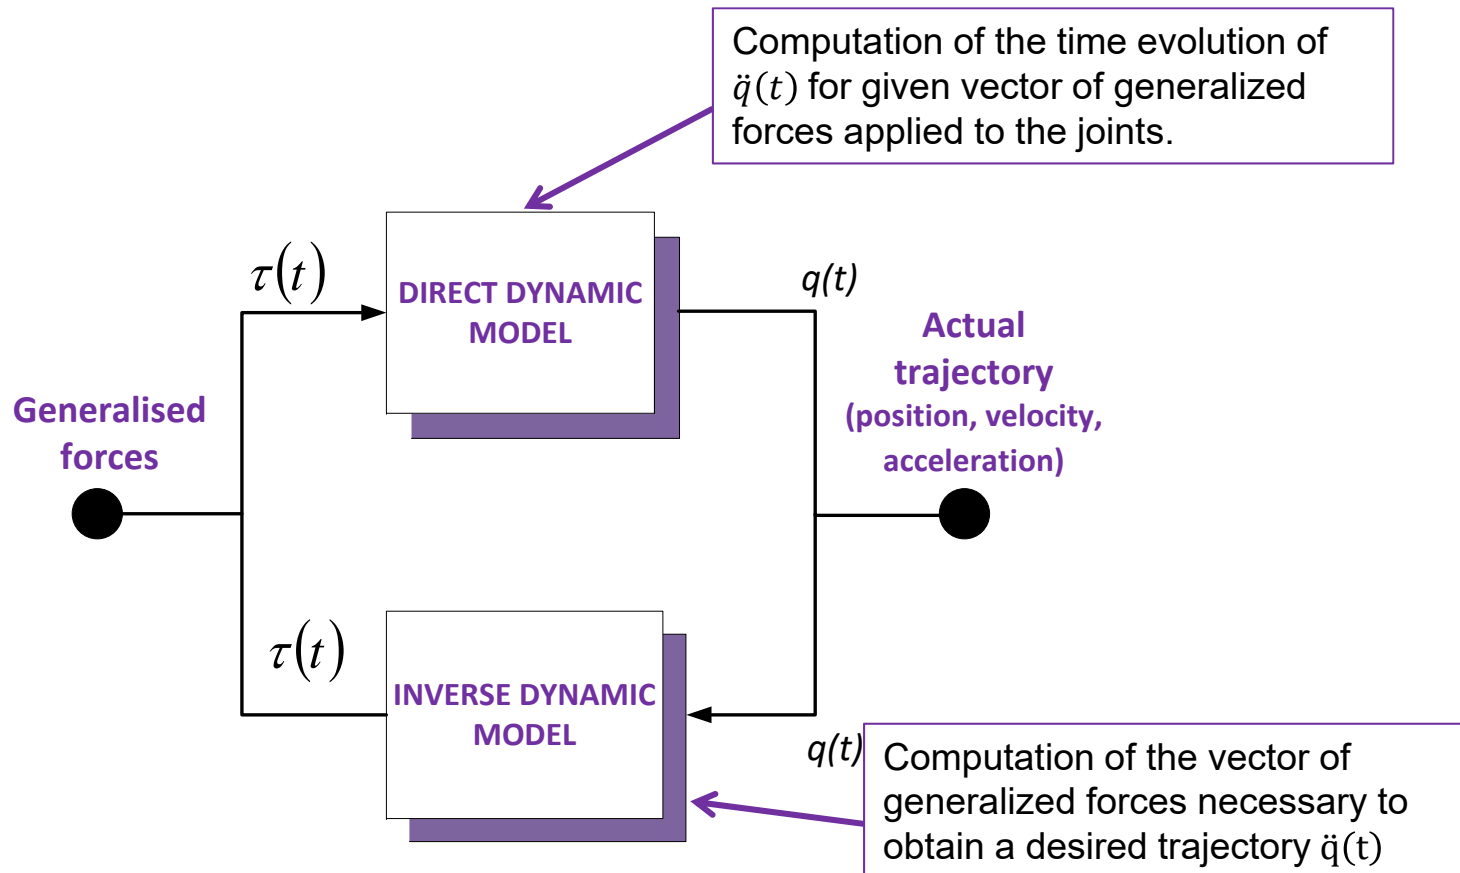 Computation of the time evolution of
q̈(t) for given vector of generalized
forces applied to the joints.
τ(t)
q(t)
DIRECT DYNAMIC
MODEL
Actual
trajectory
(position, velocity,
acceleration)
Generalised
forces
τ(t)
INVERSE DYNAMIC
MODEL
q(t)
Computation of the vector of
generalized forces necessary to
obtain a desired trajectory q̈(t)